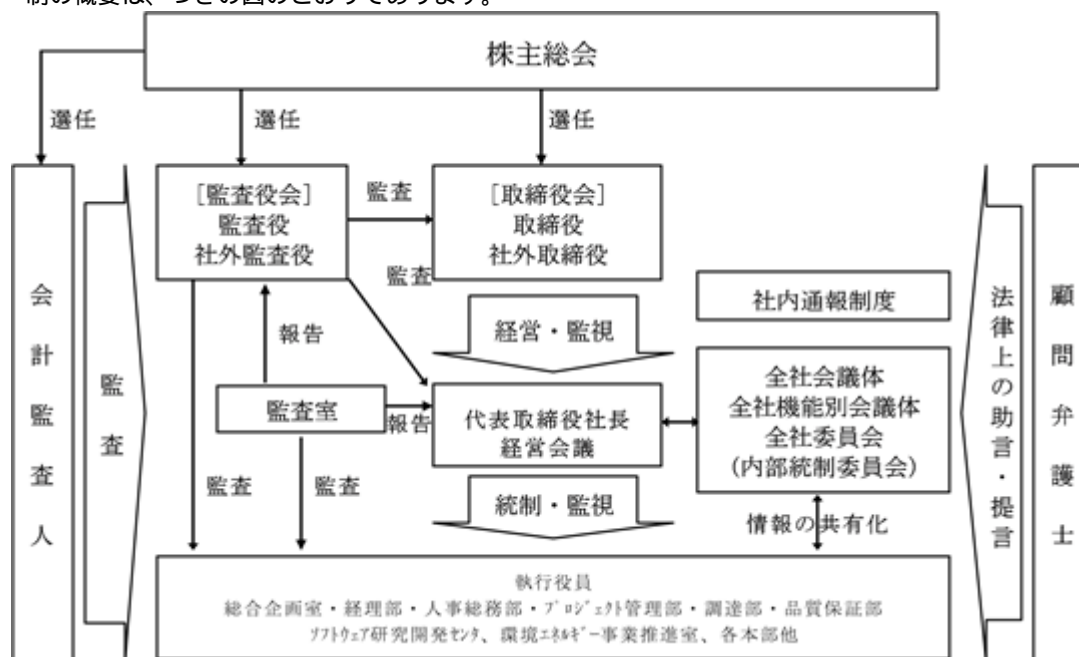 制の概要は、つぎの図のとおりであります。
株主総会
選任
選任
選任
[監査役会]
監査役
社外監査役
監査
[取締役会]
取締役
社外取締役
監査
社内通報制度
報告
経営・監視
監査室
報告
代表取締役社長
経営会議
全社会議体
全社機能別会議体
全社委員会
(内部統制委員会)
監査
監査
統制・監視
情報の共有化
会計監査人
監査
法律上の助言・提言
顧問弁護士
執行役員
総合企画室・経理部・人事総務部・プロジェクト管理部・調達部・品質保証部
ソフトウェア研究開発センタ、環境エネルギー事業推進室、各本部他